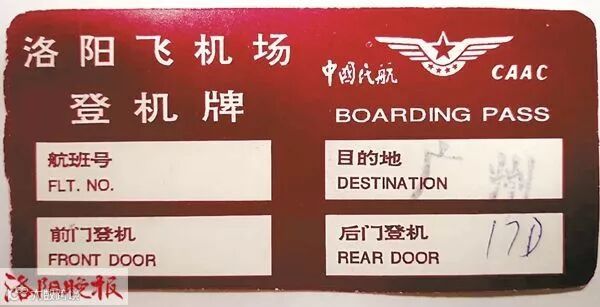 洛阳飞机场
登机牌
中國民航
CAAC
BOARDING PASS
航班号
FLT. NO.
目的地
广州
DESTINATION
前门登机
FRONT DOOR
后门登机
17D
REAR DOOR
洛阳晚报